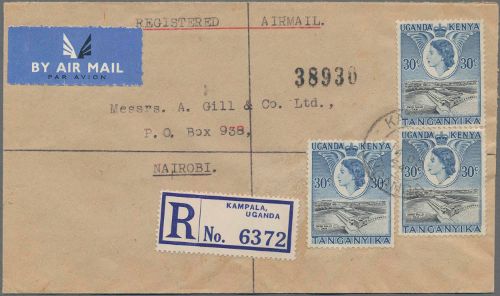 REGISTERED AIRMAIL.
BY AIR MAIL
PAR AVION
38930
Messrs. A. Gill & Co. Ltd.,
P.O. Box 938,
NAIROBI.
R
KAMPALA,
UGANDA
No. 6372
UGANDA KENYA
30c 30c
TANGANYIKA
UGANDA KENYA
30c 30c
TANGANYIKA
UGANDA KENYA
30c 30c
TANGANYIKA